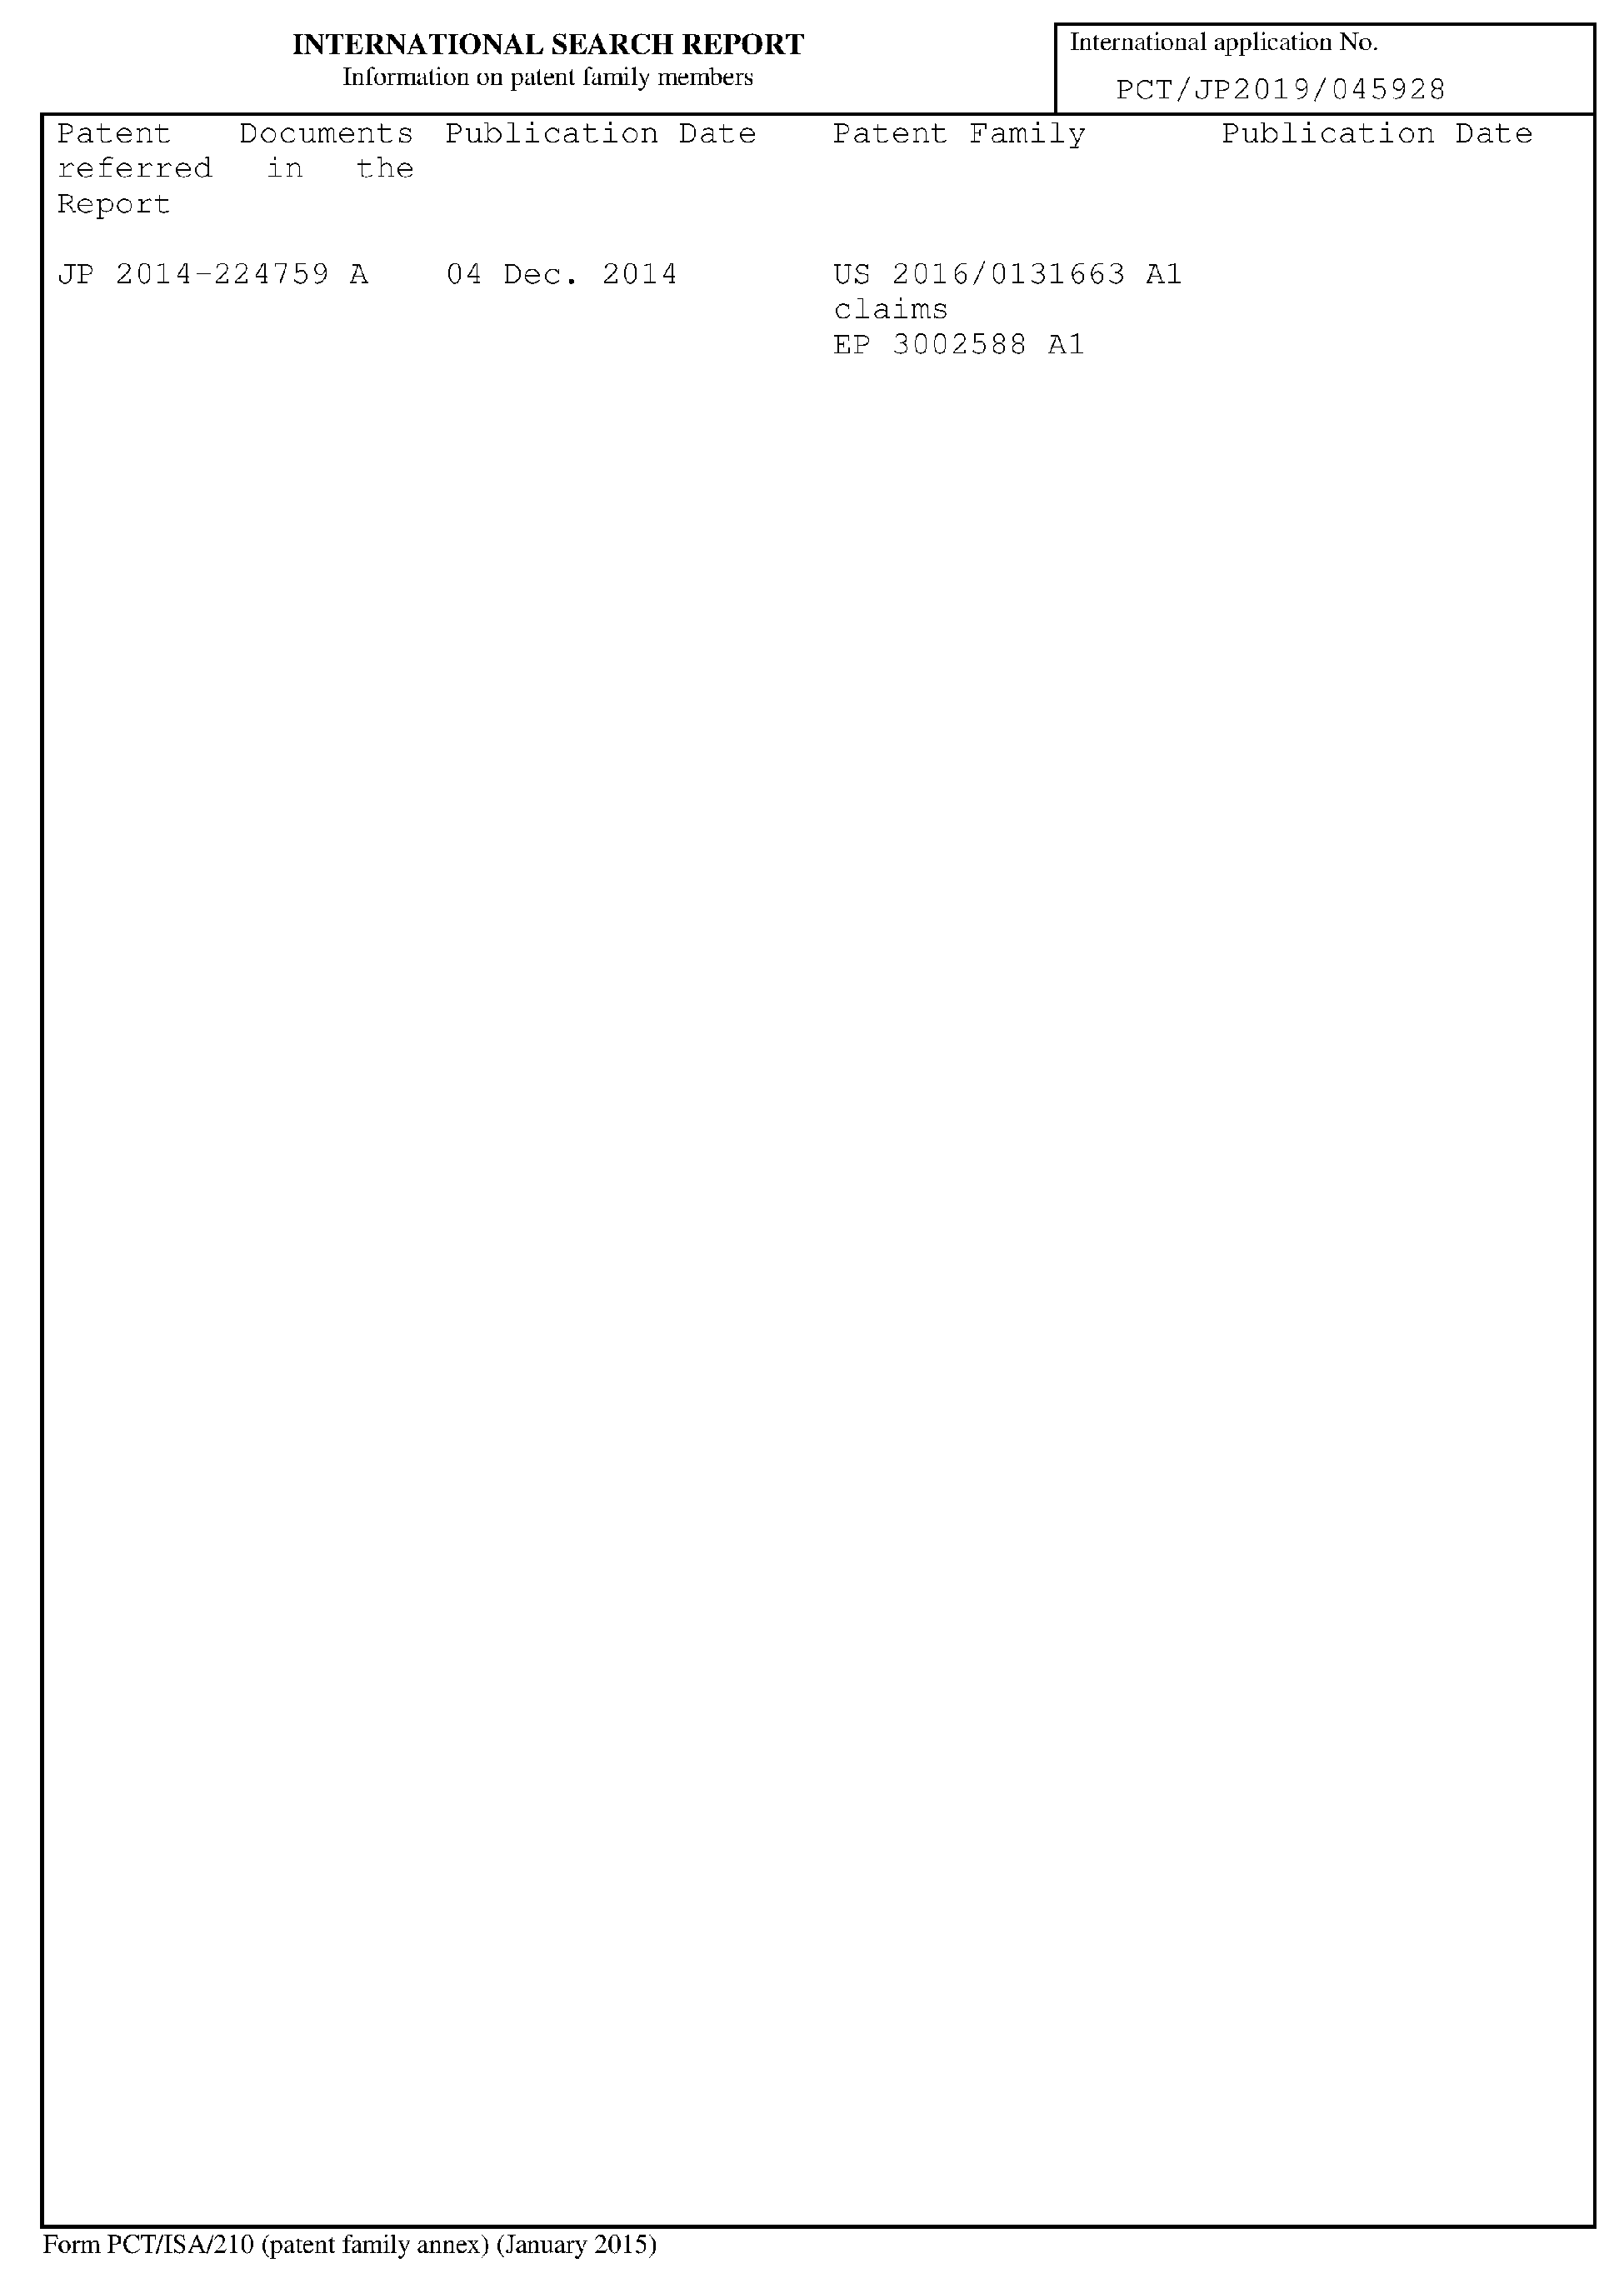 INTERNATIONAL SEARCH REPORT
Information on patent family members
International application No.
PCT/JP2019/045928
Patent Documents Publication Date Patent Family Publication Date
referred in the
Report
JP 2014-224759 A 04 Dec. 2014 US 2016/0131663 A1
claims
EP 3002588 A1
Form PCT/ISA/210 (patent family annex) (January 2015)